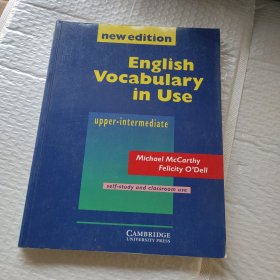 new edition
English
Vocabulary
in Use
upper-intermediate
Michael McCarthy
Felicity O'Dell
self-study and classroom use
CAMBRIDGE
UNIVERSITY PRESS